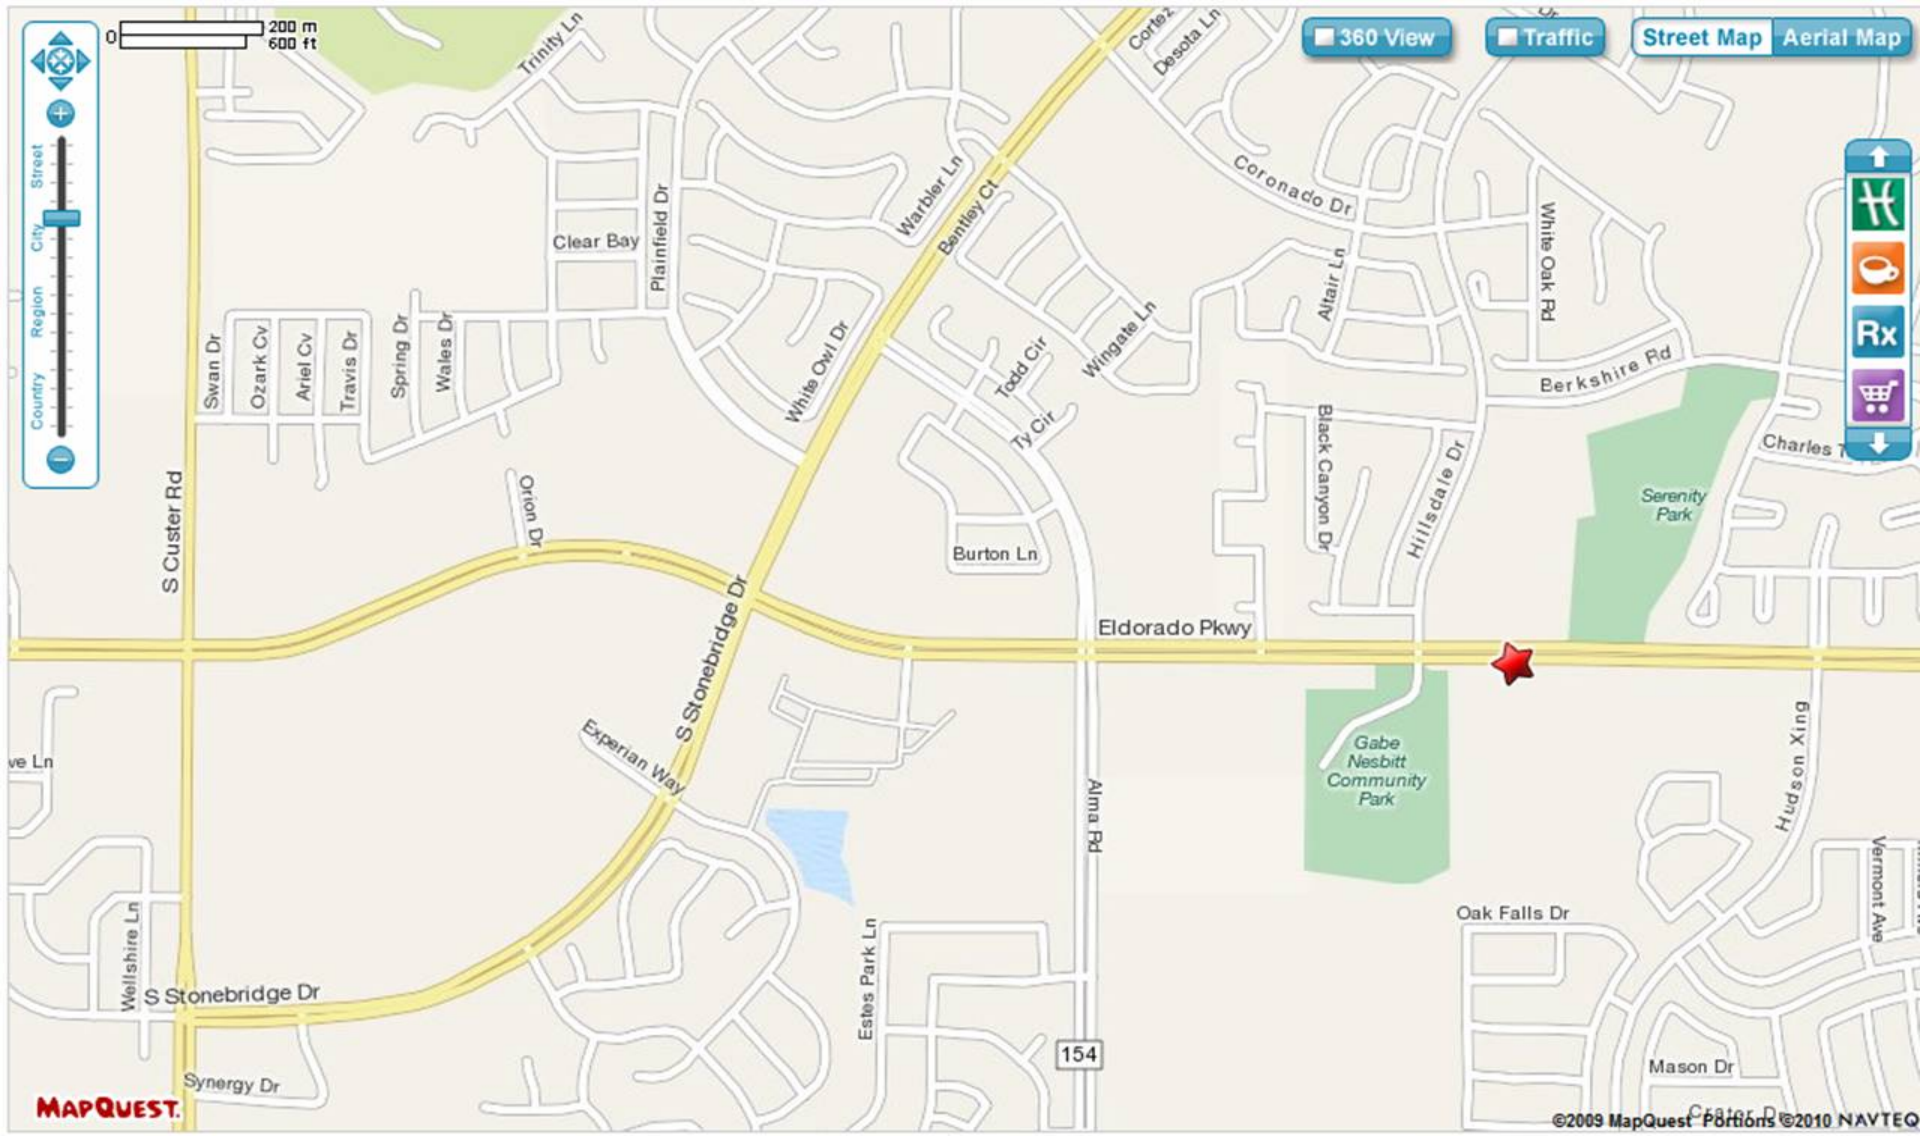 0
200 m
600 ft
360 View
Traffic
Street Map
Aerial Map
Street
City
Region
Country
Rx
Trinity Ln
Cortez
Desota Ln
Coronado Dr
Warbler Ln
Bentley Ct
Plainfield Dr
Clear Bay
White Oak Rd
Altair Ln
Swan Dr
Ozark Cv
Ariel Cv
Travis Dr
Spring Dr
Wales Dr
White Owl Dr
Todd Cir
Wingate Ln
Ty Cir
Berkshire Rd
Black Canyon Dr
Hillsdale Dr
Charles T
Serenity
Park
S Custer Rd
Orion Dr
Burton Ln
S Stonebridge Dr
Eldorado Pkwy
Experian Way
ve Ln
Gabe
Nesbitt
Community
Park
Hudson Xing
Alma Rd
Vermont Ave
Wellshire Ln
S Stonebridge Dr
Estes Park Ln
Oak Falls Dr
154
Mason Dr
Synergy Dr
Crater Dr
MAPQUEST.
©2009 MapQuest Portions ©2010 NAVTEQ